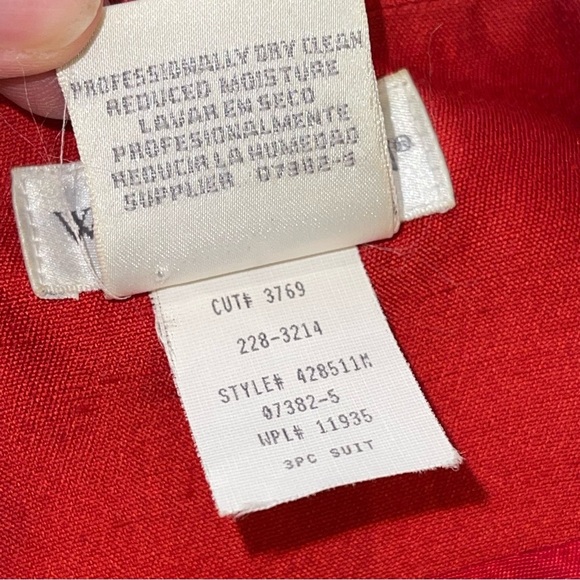 PROFESSIONALLY DRY CLEAN
REDUCED MOISTURE
LAVAR EN SECO
PROFESIONALMENTE
REDUCIR LA HUMEDAD
SUPPLIER 07382-5
CUT# 3769
228-3214
STYLE# 428511M
07382-5
WPL# 11935
3PC SUIT